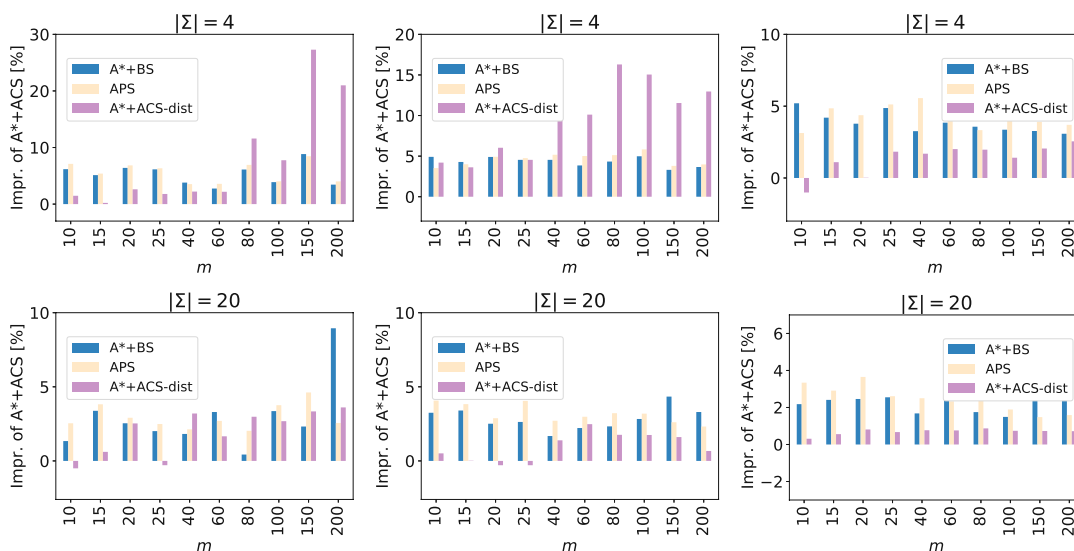 |Σ| = 4
Impr. of A*+ACS [%]
30
20
10
0
A*+BS
APS
A*+ACS-dist
10 15 20 25 40 60 80 100 150 200
m
|Σ| = 4
Impr. of A*+ACS [%]
20
15
10
5
0
A*+BS
APS
A*+ACS-dist
10 15 20 25 40 60 80 100 150 200
m
|Σ| = 4
Impr. of A*+ACS [%]
10
5
0
A*+BS
APS
A*+ACS-dist
10 15 20 25 40 60 80 100 150 200
m
|Σ| = 20
Impr. of A*+ACS [%]
10
5
0
A*+BS
APS
A*+ACS-dist
10 15 20 25 40 60 80 100 150 200
m
|Σ| = 20
Impr. of A*+ACS [%]
10
5
0
A*+BS
APS
A*+ACS-dist
10 15 20 25 40 60 80 100 150 200
m
|Σ| = 20
Impr. of A*+ACS [%]
6
4
2
0
−2
A*+BS
APS
A*+ACS-dist
10 15 20 25 40 60 80 100 150 200
m